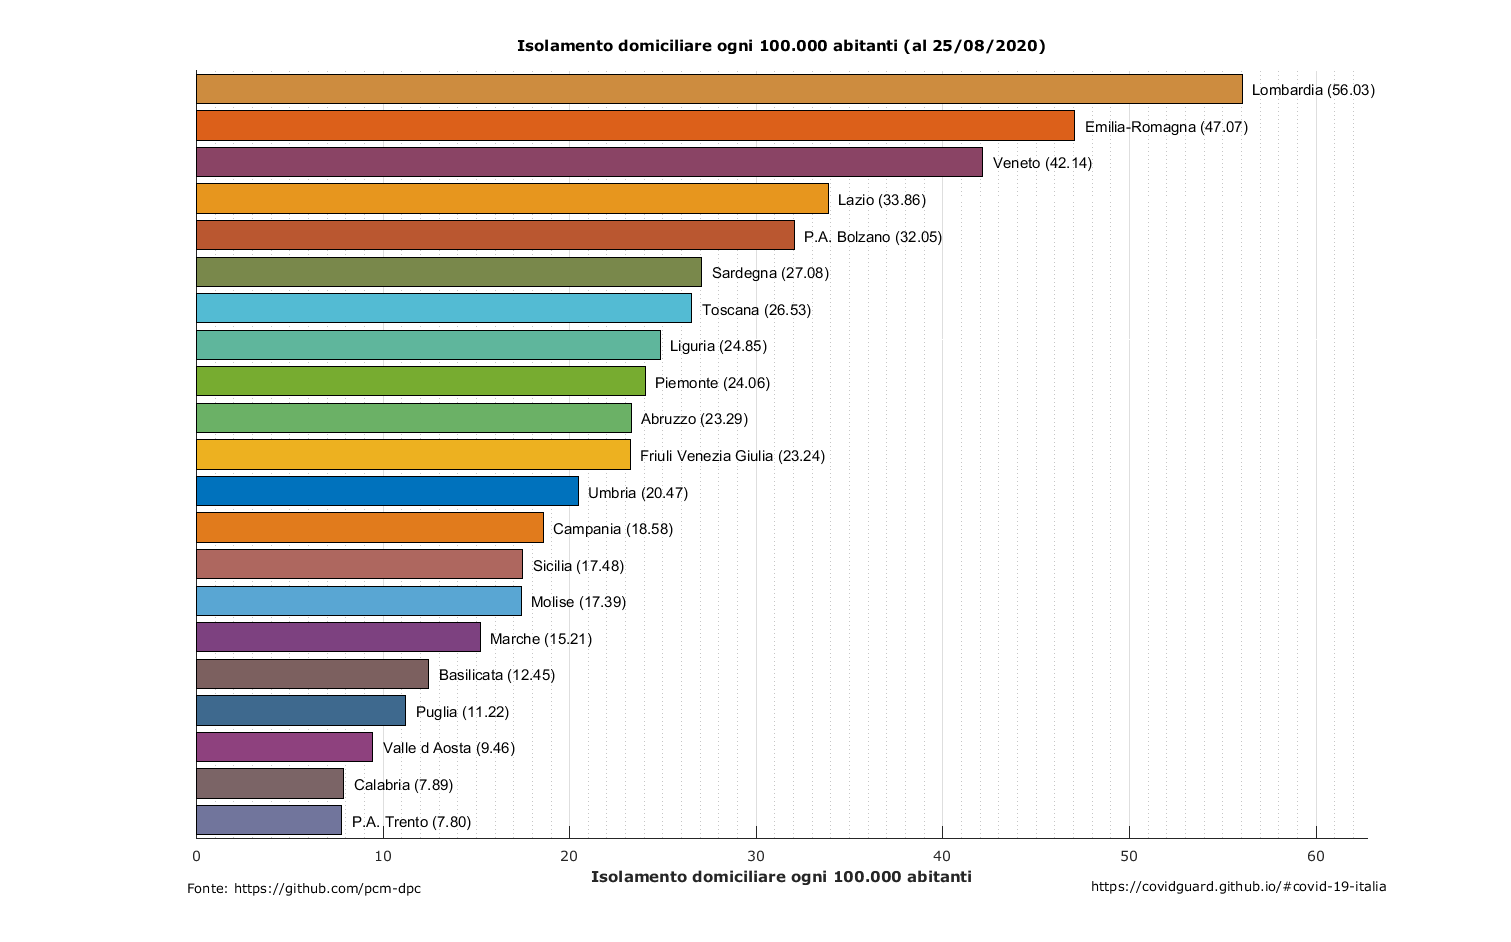 Isolamento domiciliare ogni 100.000 abitanti (al 25/08/2020)
Lombardia (56.03)
Emilia-Romagna (47.07)
Veneto (42.14)
Lazio (33.86)
P.A. Bolzano (32.05)
Sardegna (27.08)
Toscana (26.53)
Liguria (24.85)
Piemonte (24.06)
Abruzzo (23.29)
Friuli Venezia Giulia (23.24)
Umbria (20.47)
Campania (18.58)
Sicilia (17.48)
Molise (17.39)
Marche (15.21)
Basilicata (12.45)
Puglia (11.22)
Valle d Aosta (9.46)
Calabria (7.89)
P.A. Trento (7.80)
0 10 20 30 40 50 60
Isolamento domiciliare ogni 100.000 abitanti
Fonte: https://github.com/pcm-dpc
https://covidguard.github.io/#covid-19-italia